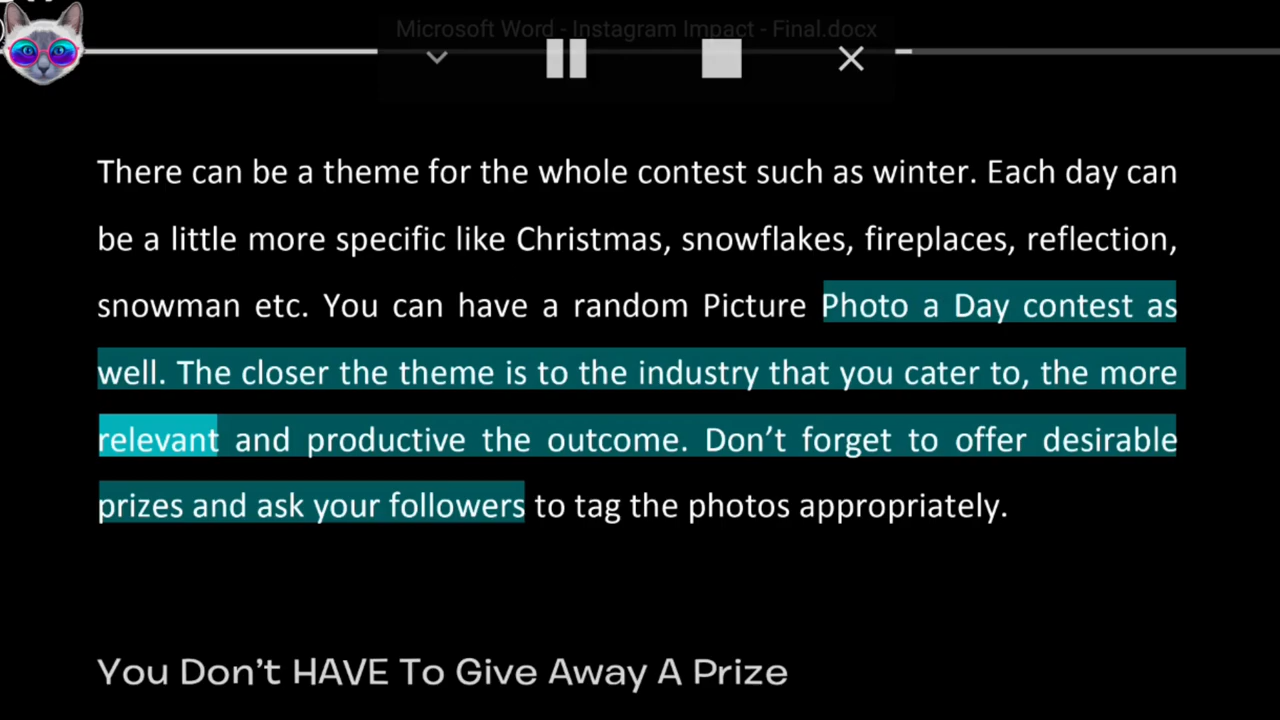 Microsoft Word - Instagram Impact - Final.docx
There can be a theme for the whole contest such as winter. Each day can
be a little more specific like Christmas, snowflakes, fireplaces, reflection,
snowman etc. You can have a random Picture Photo a Day contest as
well. The closer the theme is to the industry that you cater to, the more
relevant and productive the outcome. Don’t forget to offer desirable
prizes and ask your followers to tag the photos appropriately.
You Don’t HAVE To Give Away A Prize